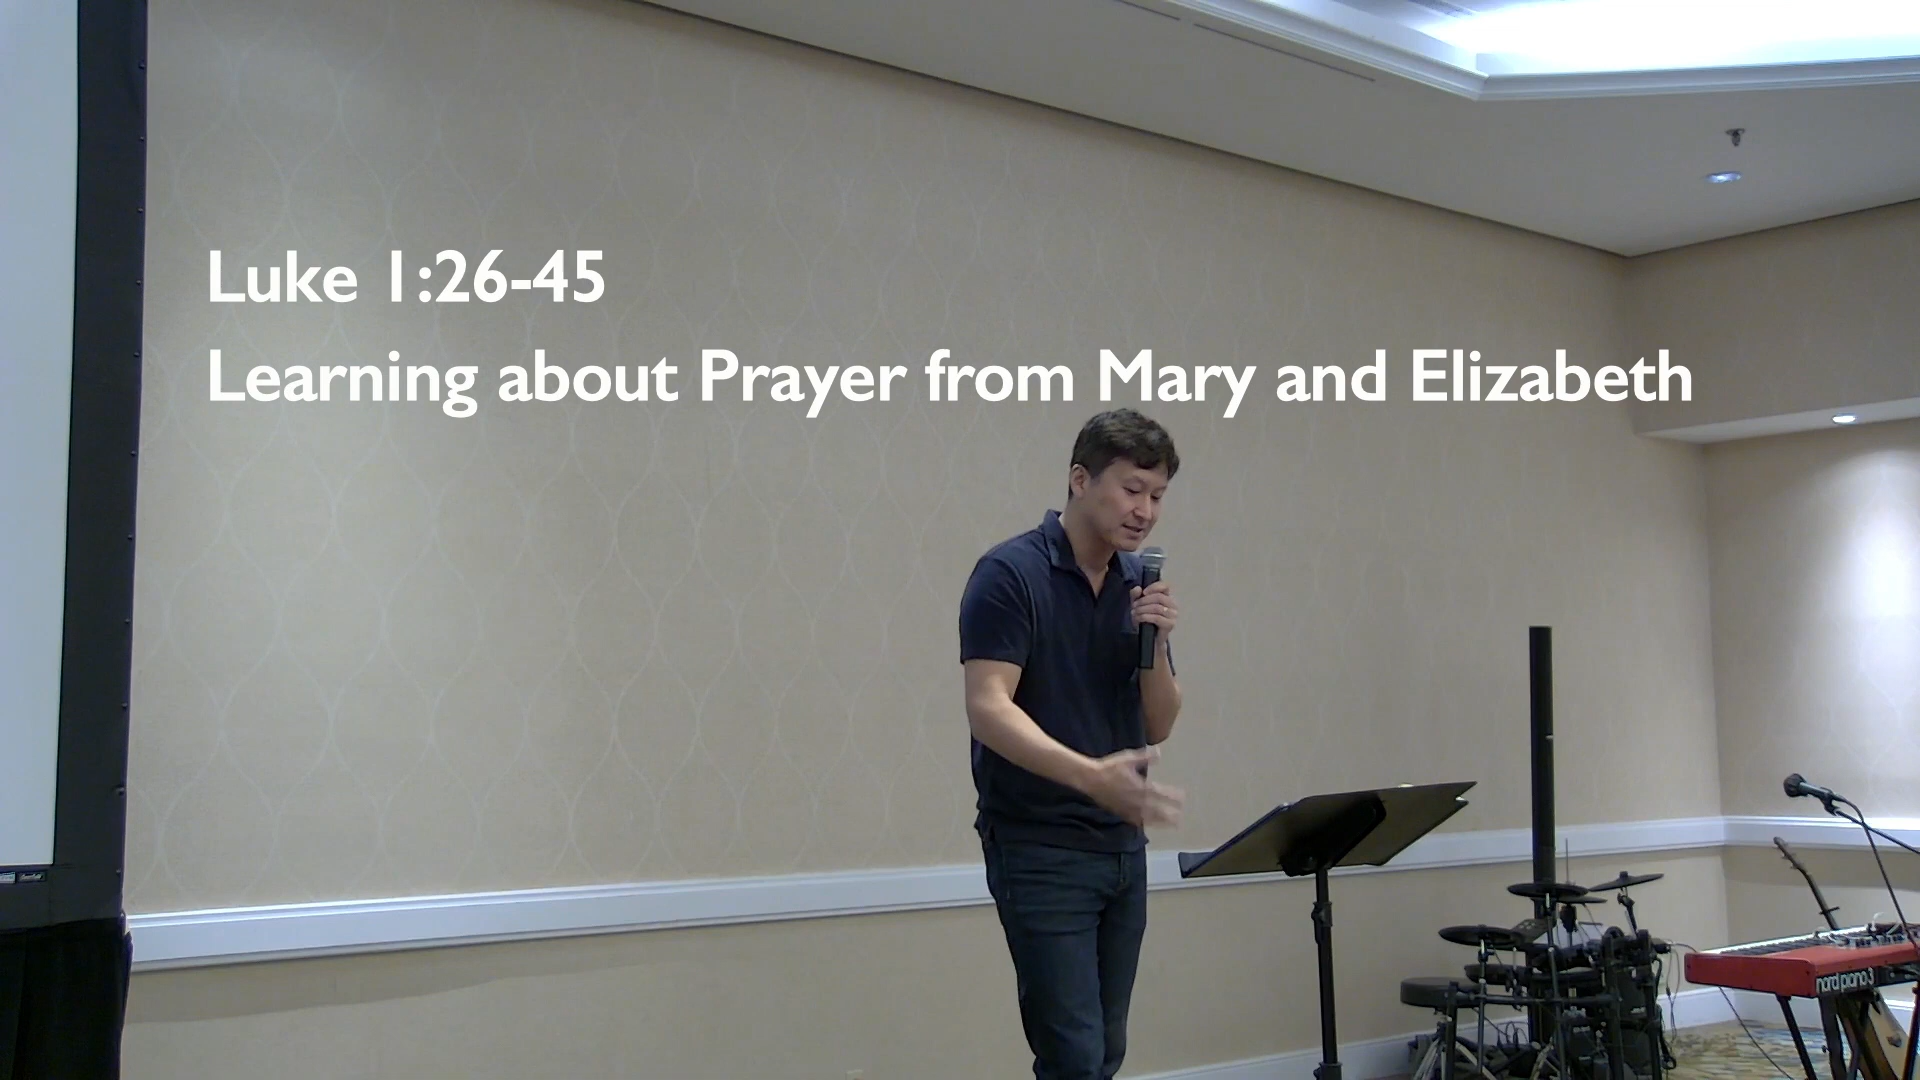 Luke 1:26-45
Learning about Prayer from Mary and Elizabeth
nord piano 3